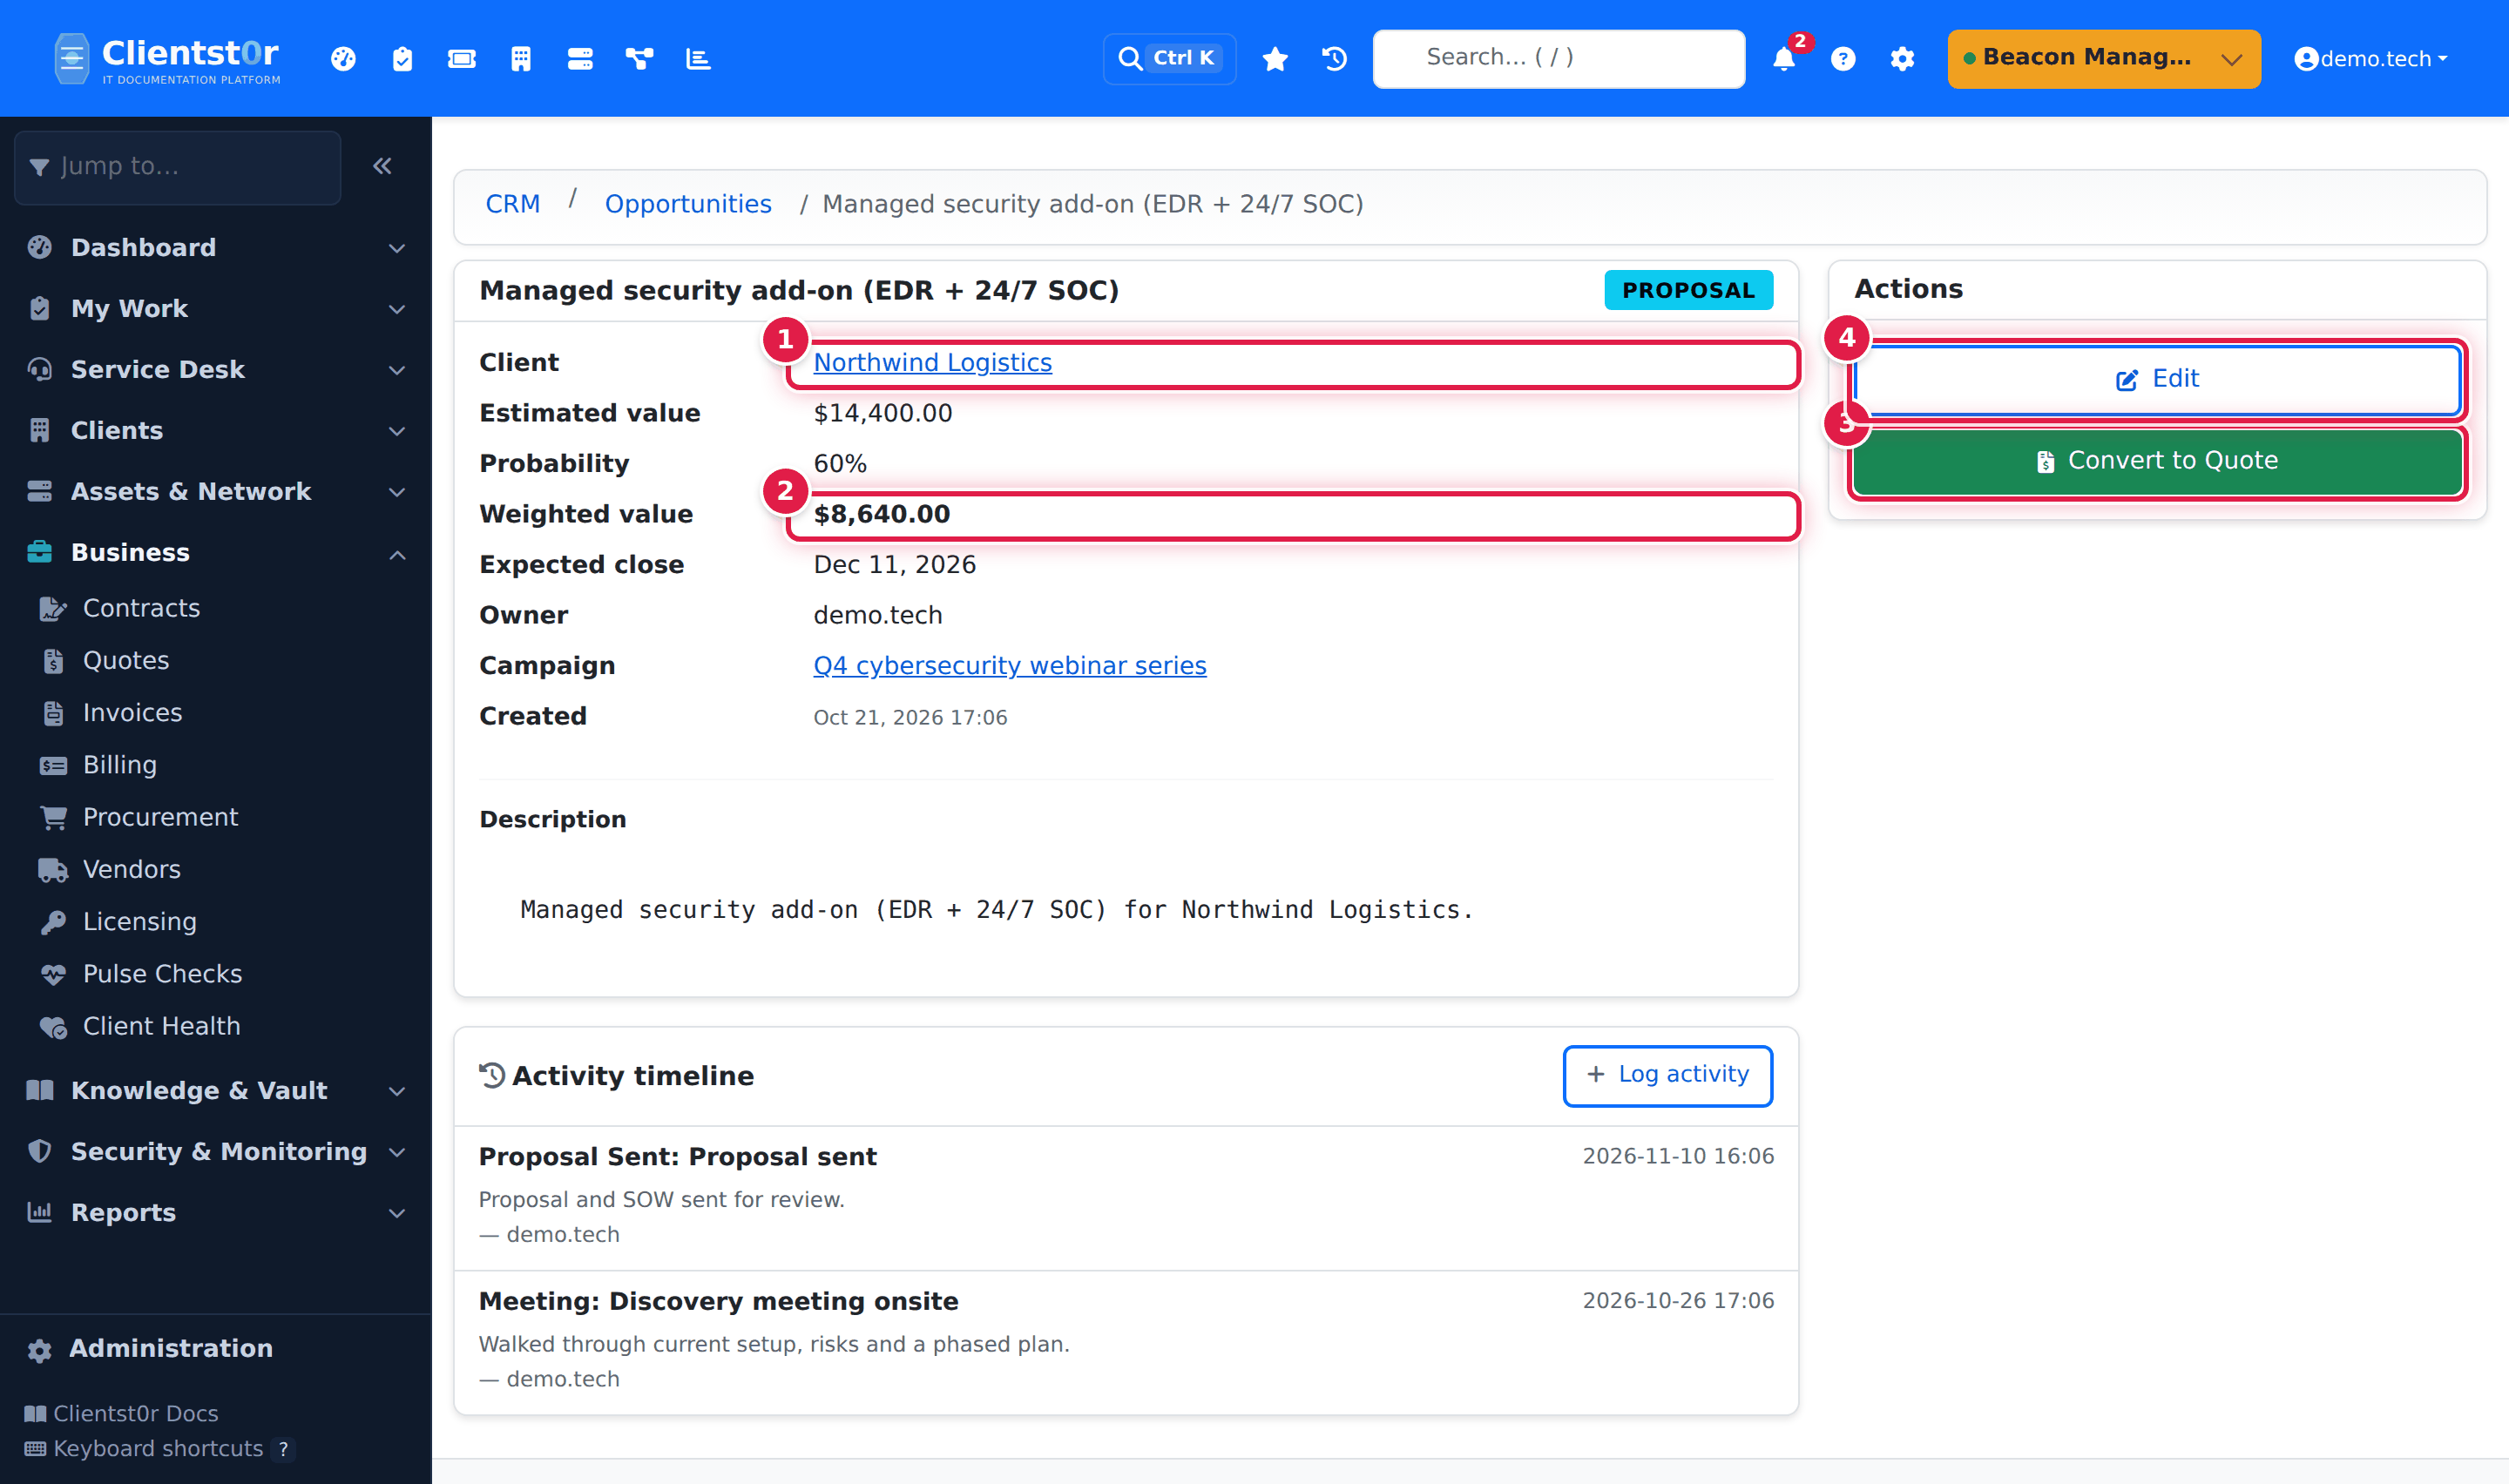 Clientst0r
IT DOCUMENTATION PLATFORM
Ctrl K
Search... ( / )
2
Beacon Manag...
demo.tech
Jump to...
Dashboard
My Work
Service Desk
Clients
Assets & Network
Business
Contracts
Quotes
Invoices
Billing
Procurement
Vendors
Licensing
Pulse Checks
Client Health
Knowledge & Vault
Security & Monitoring
Reports
Administration
Clientst0r Docs
Keyboard shortcuts ?
CRM / Opportunities / Managed security add-on (EDR + 24/7 SOC)
Managed security add-on (EDR + 24/7 SOC) PROPOSAL
1
Client Northwind Logistics
Estimated value $14,400.00
Probability 60%
2
Weighted value $8,640.00
Expected close Dec 11, 2026
Owner demo.tech
Campaign Q4 cybersecurity webinar series
Created Oct 21, 2026 17:06
Description
Managed security add-on (EDR + 24/7 SOC) for Northwind Logistics.
Activity timeline
+ Log activity
Proposal Sent: Proposal sent 2026-11-10 16:06
Proposal and SOW sent for review.
— demo.tech
Meeting: Discovery meeting onsite 2026-10-26 17:06
Walked through current setup, risks and a phased plan.
— demo.tech
Actions
4
Edit
3
Convert to Quote